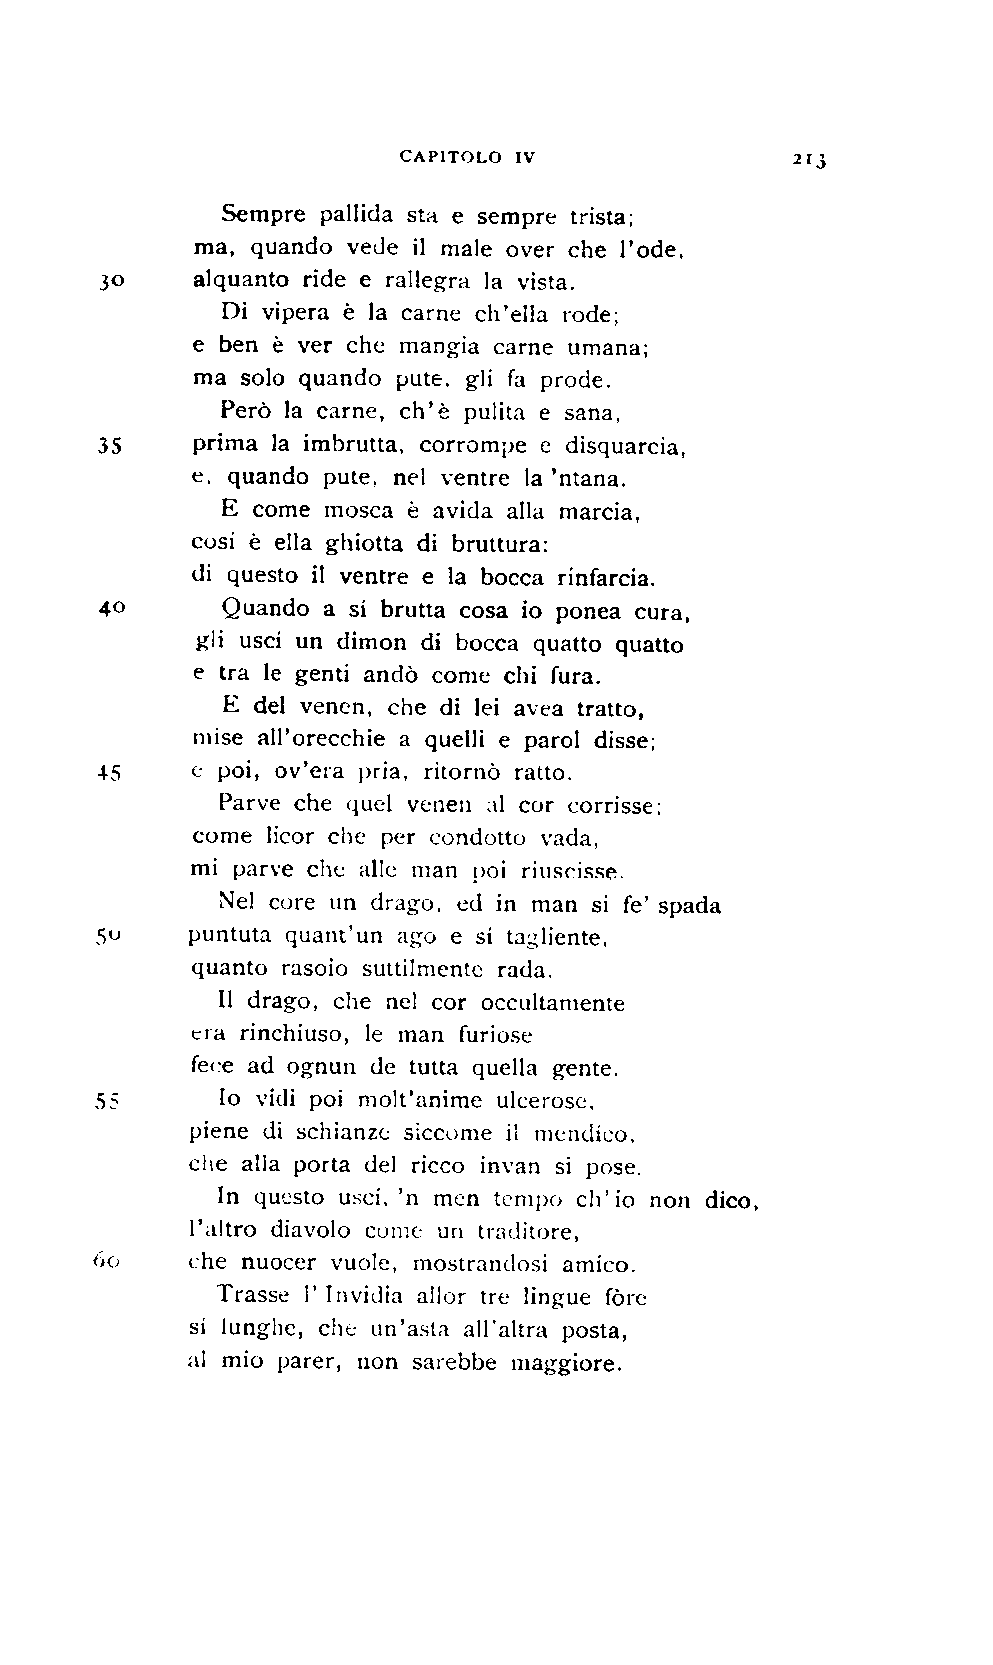 CAPITOLO IV 213
Sempre pallida sta e sempre trista;
ma, quando vede il male over che l'ode,
30 alquanto ride e rallegra la vista.
Di vipera è la carne ch'ella rode;
e ben è ver che mangia carne umana;
ma solo quando pute, gli fa prode.
Però la carne, ch'è pulita e sana,
35 prima la imbrutta, corrompe e disquarcia,
e, quando pute, nel ventre la 'ntana.
E come mosca è avida alla marcia,
cosí è ella ghiotta di bruttura:
di questo il ventre e la bocca rinfarcia.
40 Quando a sí brutta cosa io ponea cura,
gli uscí un dimon di bocca quatto quatto
e tra le genti andò come chi fura.
E del venen, che di lei avea tratto,
mise all'orecchie a quelli e parol disse;
45 e poi, ov'era pria, ritornò ratto.
Parve che quel venen al cor corrisse;
come licor che per condotto vada,
mi parve che alle man poi riuscisse.
Nel core un drago, ed in man si fe' spada
50 puntuta quant'un ago e sí tagliente,
quanto rasoio suttilmente rada.
Il drago, che nel cor occultamente
era rinchiuso, le man furiose
fece ad ognun de tutta quella gente.
55 Io vidi poi molt'anime ulcerose,
piene di schianze siccome il mendico,
che alla porta del ricco invan si pose.
In questo uscí, 'n men tempo ch'io non dico,
l'altro diavolo come un traditore,
60 che nuocer vuole, mostrandosi amico.
Trasse l'Invidia allor tre lingue fòre
sí lunghe, che un'asta all'altra posta,
al mio parer, non sarebbe maggiore.